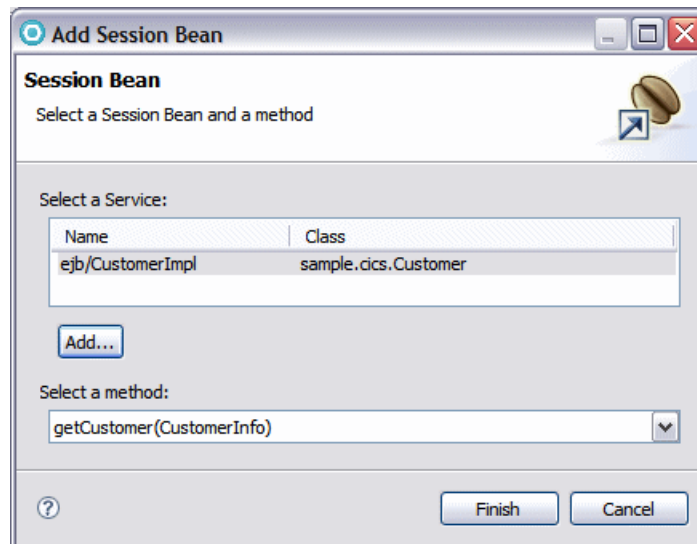 Add Session Bean
Session Bean
Select a Session Bean and a method
Select a Service:
Name Class
ejb/CustomerImpl sample.cics.Customer
Add...
Select a method:
getCustomer(CustomerInfo)
? Finish Cancel